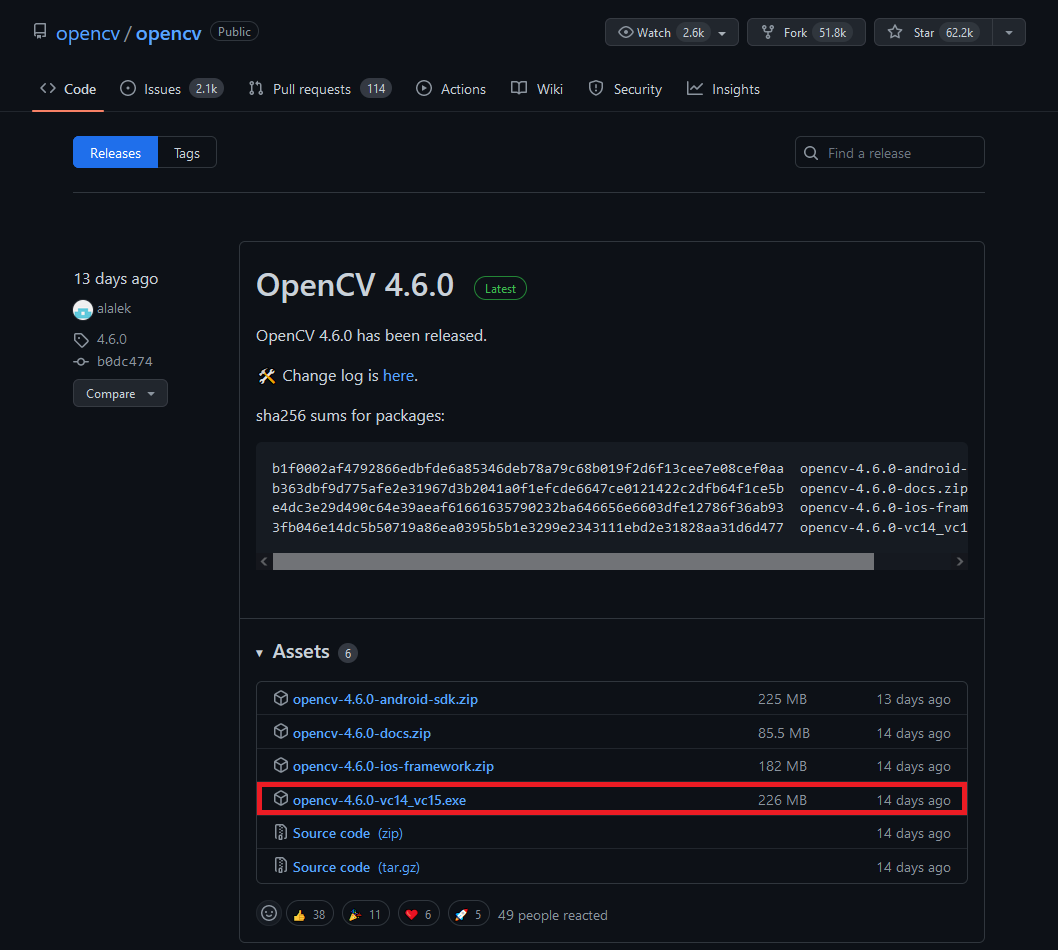 opencv / opencv Public
Watch 2.6k Fork 51.8k Star 62.2k
Code Issues 2.1k Pull requests 114 Actions Wiki Security Insights
Releases Tags Find a release
13 days ago
alalek
4.6.0
b0dc474
Compare
OpenCV 4.6.0 Latest
OpenCV 4.6.0 has been released.
Change log is here.
sha256 sums for packages:
b1f0002af4792866edbfde6a85346deb78a79c68b019f2d6f13cee7e08cef0aa opencv-4.6.0-android-
b363dbf9d775afe2e31967d3b2041a0f1efcde6647ce0121422c2dfb64f1ce5b opencv-4.6.0-docs.zip
e4dc3e29d490c64e39aeaf61661635790232ba646656e6603dfe12786f36ab93 opencv-4.6.0-ios-fram
3fb046e14dc5b50719a86ea0395b5b1e3299e2343111ebd2e31828aa31d6d477 opencv-4.6.0-vc14_vc1
Assets 6
opencv-4.6.0-android-sdk.zip 225 MB 13 days ago
opencv-4.6.0-docs.zip 85.5 MB 14 days ago
opencv-4.6.0-ios-framework.zip 182 MB 14 days ago
opencv-4.6.0-vc14_vc15.exe 226 MB 14 days ago
Source code (zip) 14 days ago
Source code (tar.gz) 14 days ago
38 11 6 5 49 people reacted